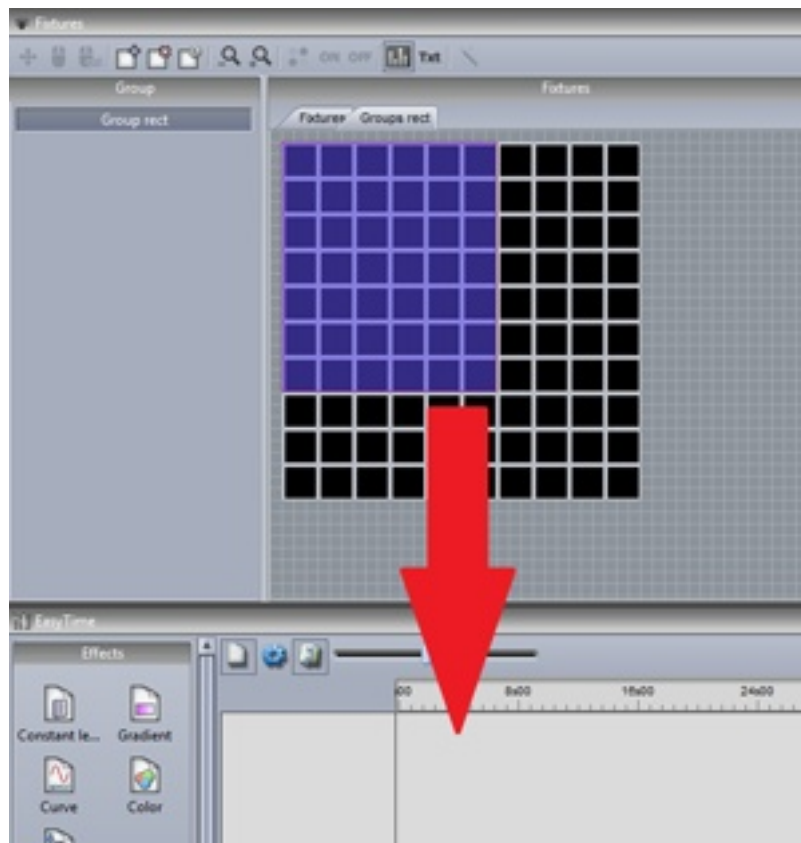 Fixtures
ON OFF Txt
Group
Fixtures
Group rect
Fixtures Groups rect
EasyTime
Effects
8s00 16s00 24s00
Constant le... Gradient
Curve Color